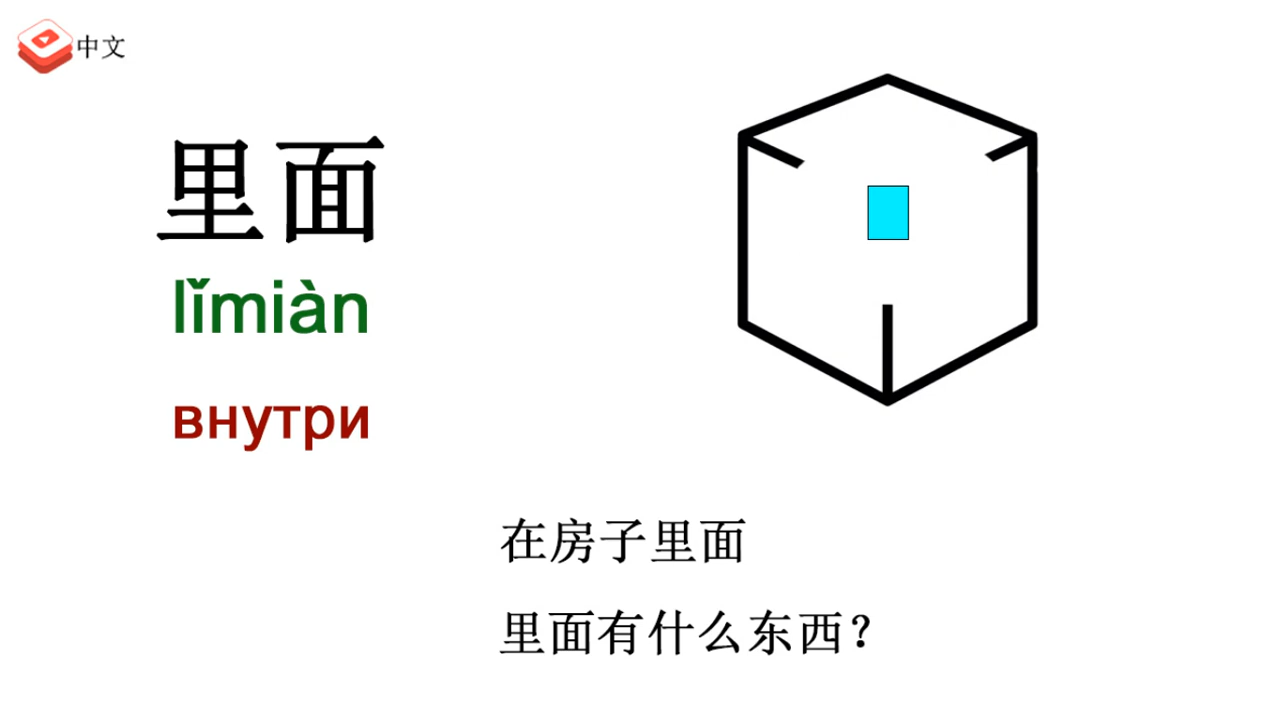 中文
里面
lǐmiàn
внутри
在房子里面
里面有什么东西？